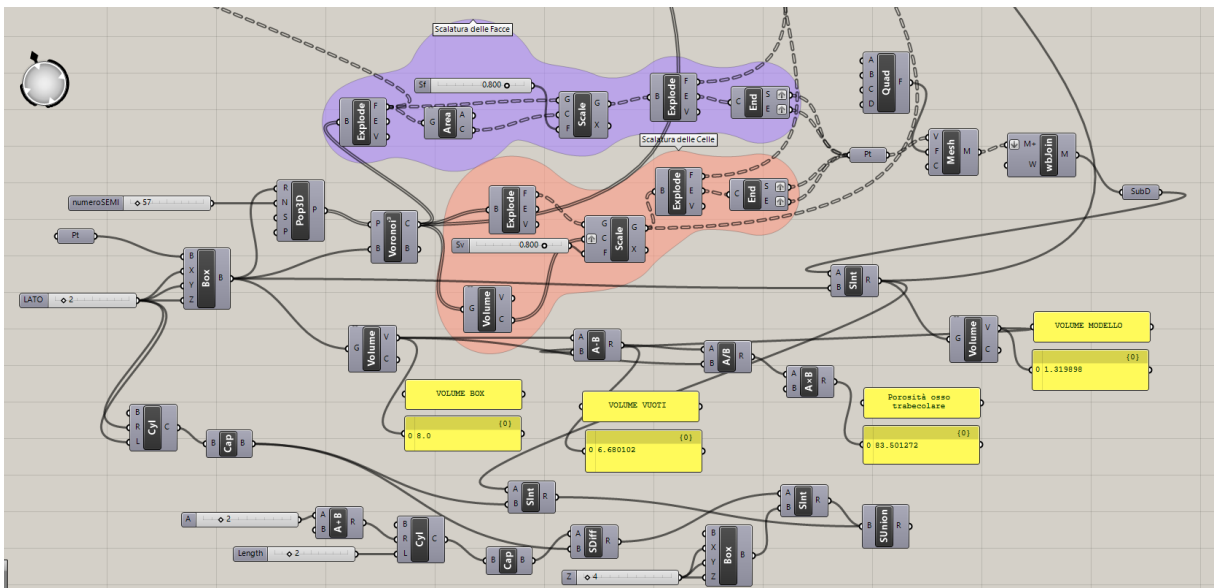 Scalatura delle Facce
Sf 0.800
Explode F E V
G Area A C
G C F Scale G X
B Explode F E V
C End S E
A B C D Quad F
Scalatura delle Celle
Pt
V F C Mesh M
M+ W wbJoin M
SubD
numeroSEMI 57
R N S P Pop3D P
P B Voronoi³ C B
B Explode F E V
Sv 0.800
G C F Scale G X
B Explode F E V
C End S E
Pt
LATO 2
B X Y Z Box B
G Volume V C
A B SInt R
G Volume V C
A B A-B R
A B A/B R
A B A×B R
G Volume V C
VOLUME MODELLO
{0}
0 1.319898
VOLUME BOX
{0}
0 8.0
VOLUME VUOTI
{0}
0 6.680102
Porosità osso
trabecolare
{0}
0 83.501272
B R L Cyl C
B Cap B
A B SInt R
A 2
A B A+B R
Length 2
B R L Cyl C
B Cap B
A B SDiff R
Z 4
B X Y Z Box B
A B SInt R
A B SUnion R